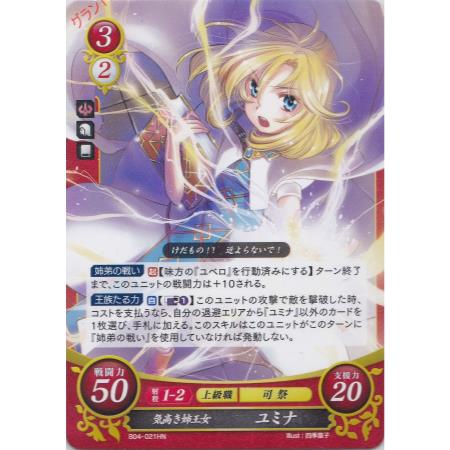 グランド
3
2
けだもの!! 近よらないで!
姉弟の戦い 起【味方の『ユベロ』を行動済みにする】ターン終了
まで、このユニットの戦闘力は+10される。
王族たる力 自【1】このユニットの攻撃で敵を撃破した時、
コストを支払うなら、自分の退避エリアから『ユミナ』以外のカードを
1枚選び、手札に加える。このスキルはこのユニットがこのターンに
『姉弟の戦い』を使用していなければ発動しない。
戦闘力 50 射程 1-2 上級職 司祭 支援力 20
気高き姉王女 ユミナ
B04-021HN Illust:四季童子